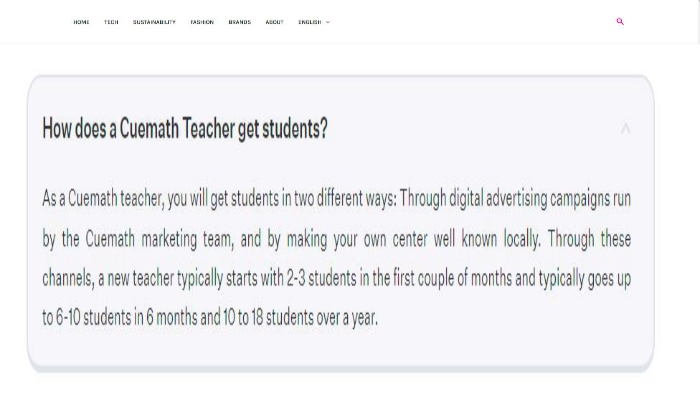 HOME TECH SUSTAINABILITY FASHION BRANDS ABOUT ENGLISH
How does a Cuemath Teacher get students?
As a Cuemath teacher, you will get students in two different ways: Through digital advertising campaigns run
by the Cuemath marketing team, and by making your own center well known locally. Through these
channels, a new teacher typically starts with 2-3 students in the first couple of months and typically goes up
to 6-10 students in 6 months and 10 to 18 students over a year.